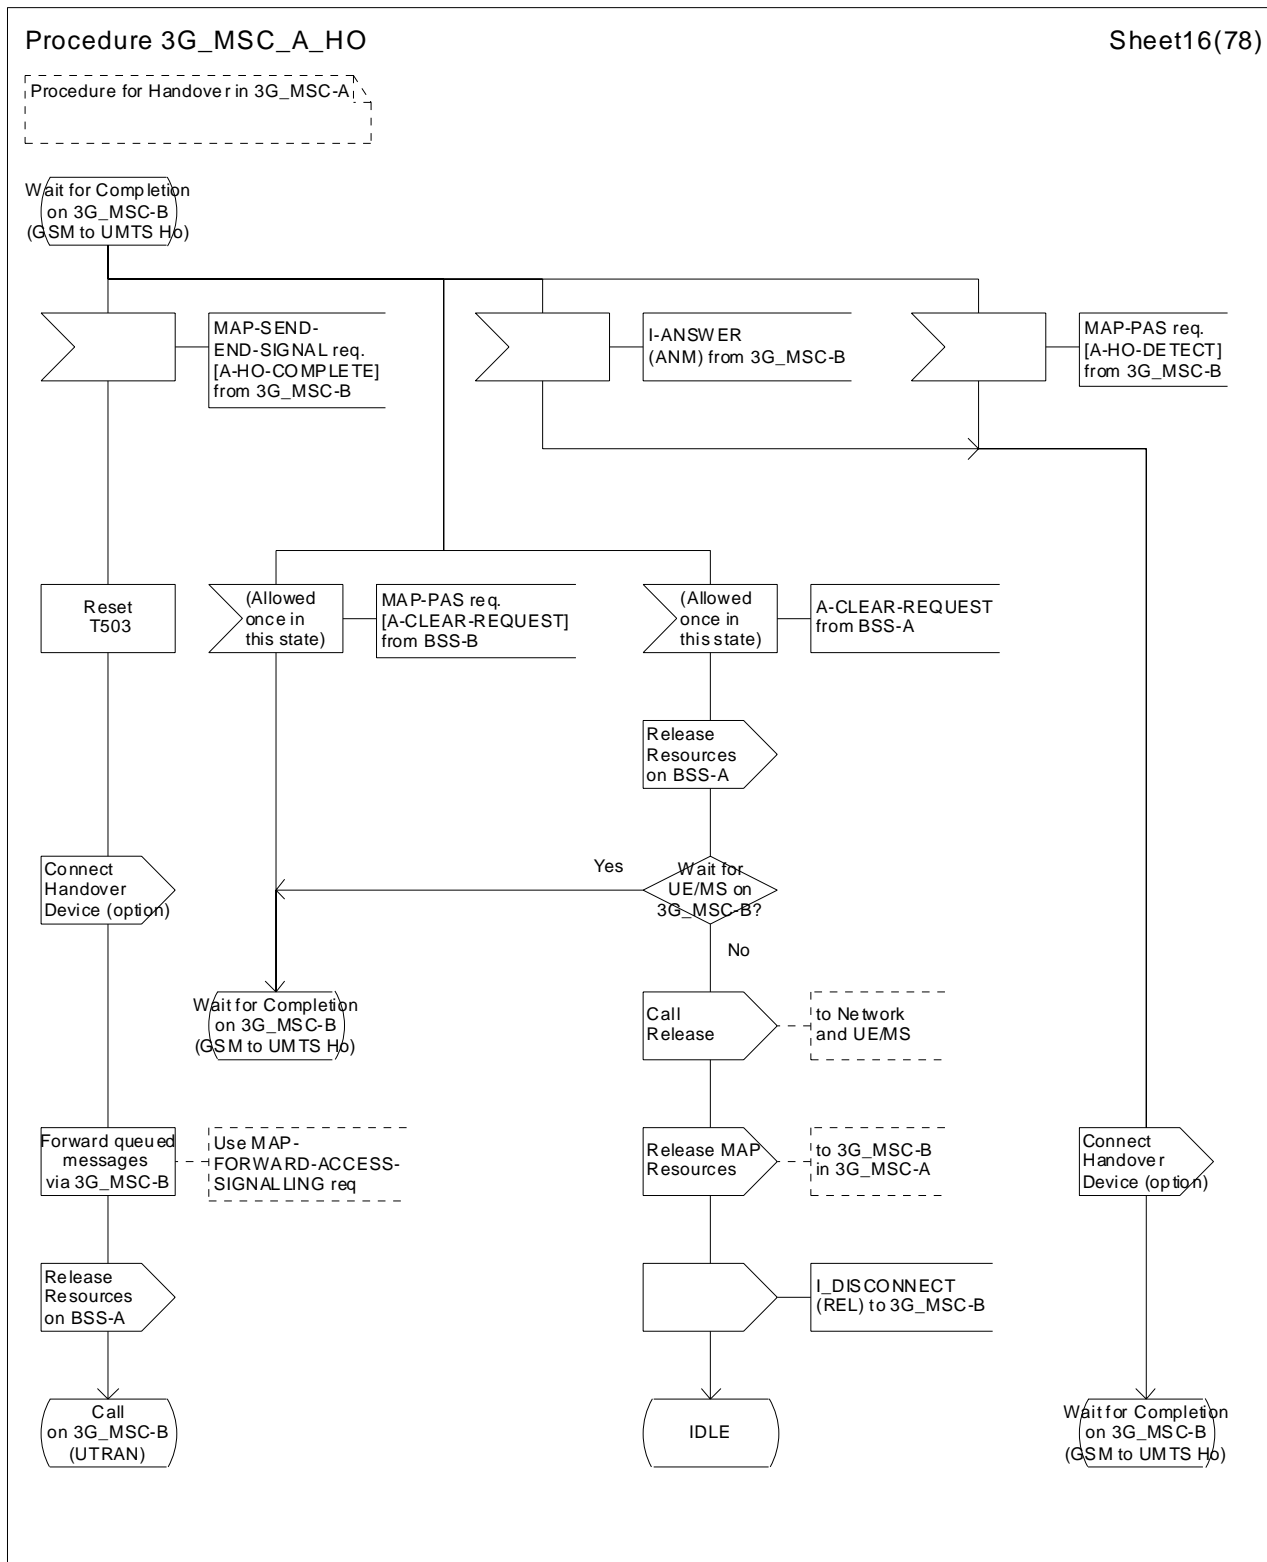 Procedure 3G_MSC_A_HO
Sheet16(78)
Procedure for Handover in 3G_MSC-A
Wait for Completion
on 3G_MSC-B
(GSM to UMTS Ho)
MAP-SEND-
END-SIGNAL req.
[A-HO-COMPLETE]
from 3G_MSC-B
I-ANSWER
(ANM) from 3G_MSC-B
MAP-PAS req.
[A-HO-DETECT]
from 3G_MSC-B
Reset
T503
(Allowed
once in
this state)
MAP-PAS req.
[A-CLEAR-REQUEST]
from BSS-B
(Allowed
once in
this state)
A-CLEAR-REQUEST
from BSS-A
Release
Resources
on BSS-A
Connect
Handover
Device (option)
Yes
Wait for
UE/MS on
3G_MSC-B?
No
Wait for Completion
on 3G_MSC-B
(GSM to UMTS Ho)
Call
Release
to Network
and UE/MS
Forward queued
messages
via 3G_MSC-B
Use MAP-
FORWARD-ACCESS-
SIGNALLING req
Release MAP
Resources
to 3G_MSC-B
in 3G_MSC-A
Connect
Handover
Device (option)
Release
Resources
on BSS-A
I_DISCONNECT
(REL) to 3G_MSC-B
Call
on 3G_MSC-B
(UTRAN)
IDLE
Wait for Completion
on 3G_MSC-B
(GSM to UMTS Ho)